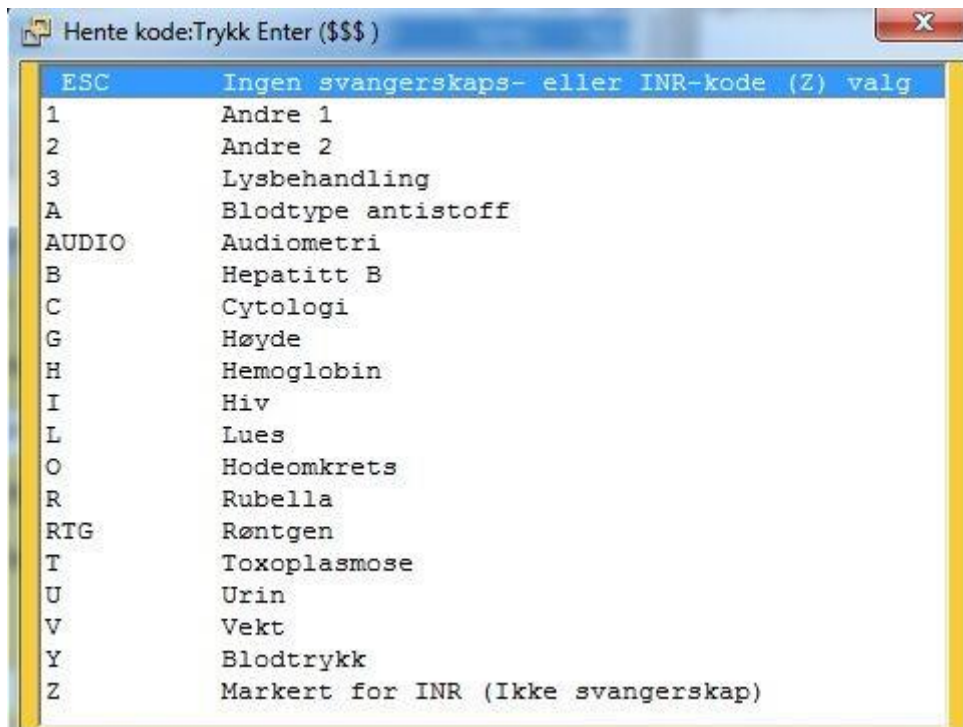 Hente kode:Trykk Enter ($$$ )
ESC Ingen svangerskaps- eller INR-kode (Z) valg
1 Andre 1
2 Andre 2
3 Lysbehandling
A Blodtype antistoff
AUDIO Audiometri
B Hepatitt B
C Cytologi
G Høyde
H Hemoglobin
I Hiv
L Lues
O Hodeomkrets
R Rubella
RTG Røntgen
T Toxoplasmose
U Urin
V Vekt
Y Blodtrykk
Z Markert for INR (Ikke svangerskap)